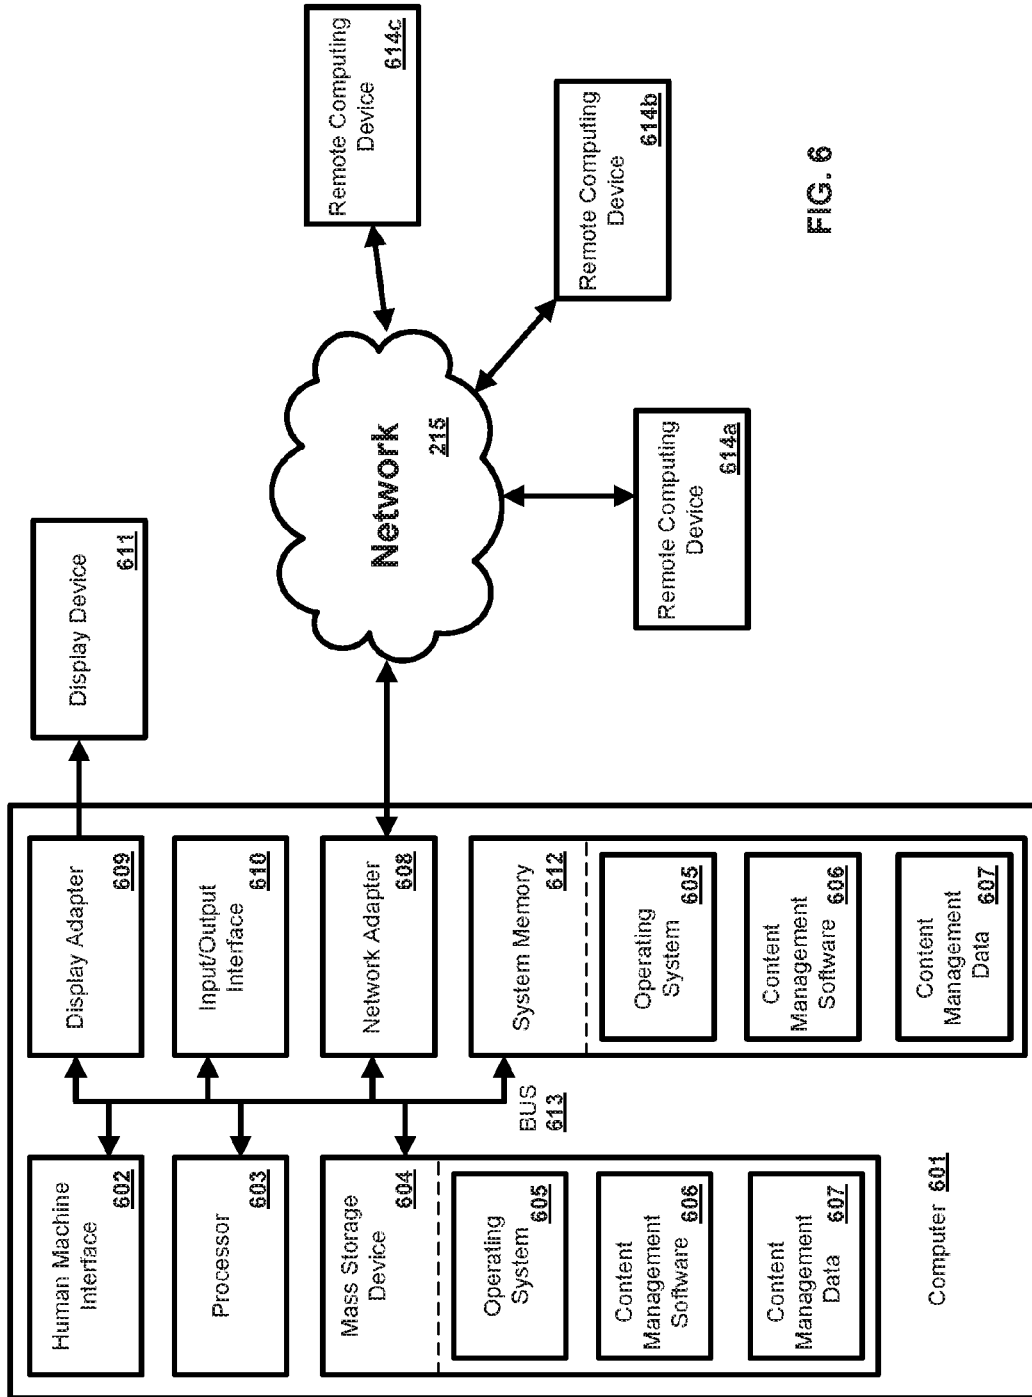 Human Machine
Interface
602
Processor
603
Mass Storage
Device
604
Operating
System
605
Content
Management
Software
606
Content
Management
Data
607
Computer 601
BUS
613
Display Adapter
609
Input/Output
Interface
610
Network Adapter
608
System Memory
612
Operating
System
605
Content
Management
Software
606
Content
Management
Data
607
Display Device
611
Network
215
Remote Computing
Device
614a
Remote Computing
Device
614b
Remote Computing
Device
614c
FIG. 6